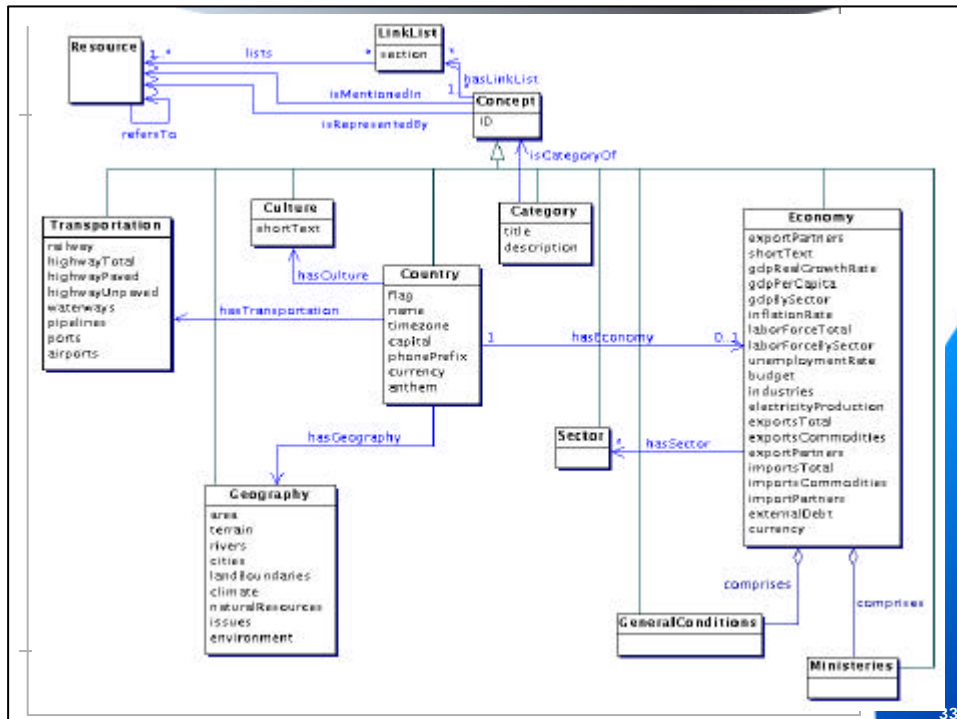 LinkList
section
Resource
1..*
lists
*
*
hasLinkList
1..*
isMentionedIn
Concept
ID
isRepresentedBy
refersTo
isCategoryOf
Transportation
railway
highwayTotal
highwayPaved
highwayUnpaved
waterways
pipelines
ports
airports
Culture
shortText
Category
title
description
Economy
exportPartners
shortText
gdpRealGrowthRate
gdpPerCapita
gdpBySector
inflationRate
laborForceTotal
laborForceBySector
unemploymentRate
budget
industries
electricityProduction
exportsTotal
exportsCommodities
exportPartners
importsTotal
importsCommodities
importPartners
externalDebt
currency
hasCulture
Country
flag
name
timezone
capital
phonePrefix
currency
anthem
hasTransportation
1
hasEconomy
0..1
hasGeography
Sector
*
hasSector
Geography
area
terrain
rivers
cities
landBoundaries
climate
naturalResources
issues
environment
comprises
comprises
GeneralConditions
Ministeries
33